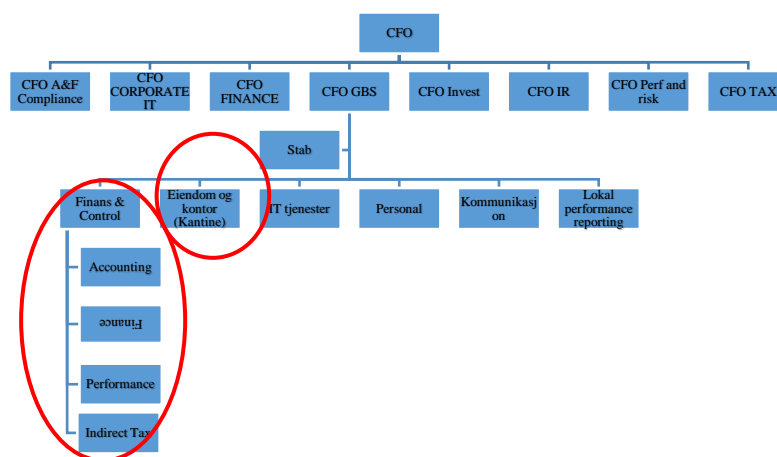 CFO
CFO A&F
Compliance
CFO
CORPORATE
IT
CFO
FINANCE
CFO GBS
CFO Invest
CFO IR
CFO Perf and
risk
CFO TAX
Stab
Finans &
Control
Eiendom og
kontor
(Kantine)
IT tjenester
Personal
Kommunikasj
on
Lokal
performance
reporting
Accounting
Finance
Performance
Indirect Tax